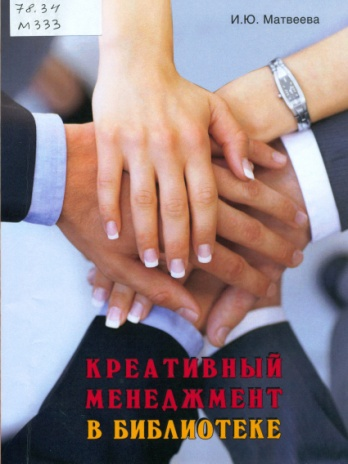 78.34
М333
И.Ю. Матвеева
КРЕАТИВНЫЙ
МЕНЕДЖМЕНТ
В БИБЛИОТЕКЕ